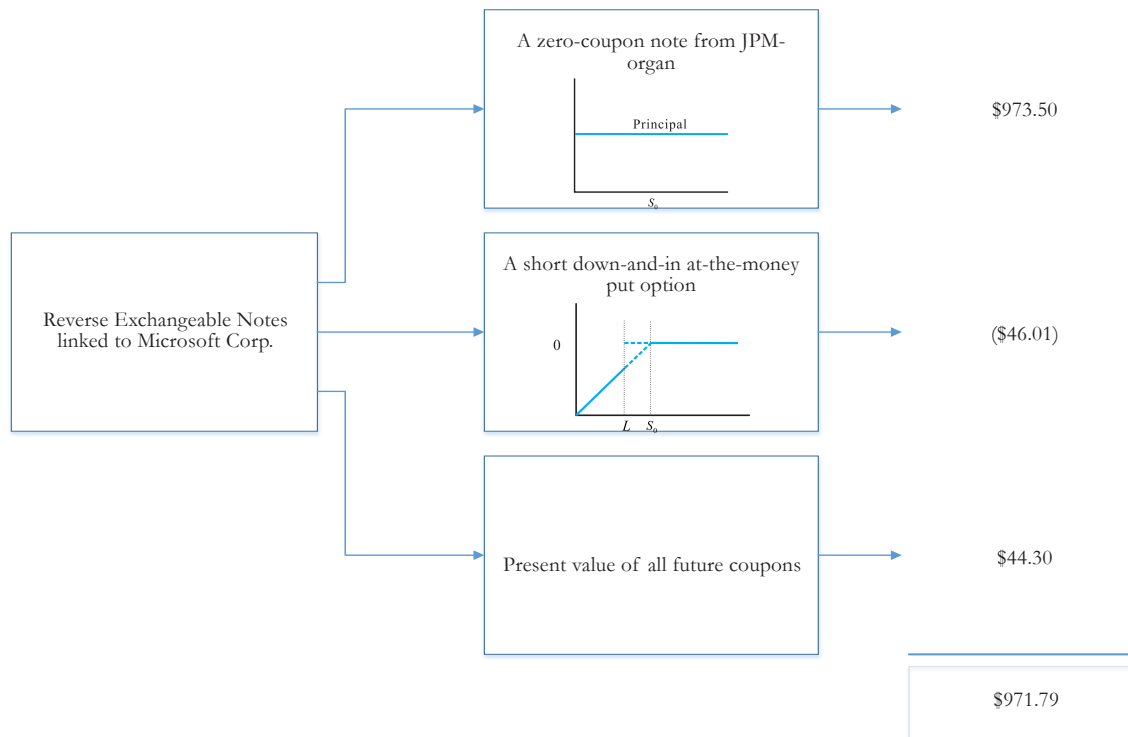 A zero-coupon note from JPM-
organ
Principal
S₀
$973.50
Reverse Exchangeable Notes
linked to Microsoft Corp.
A short down-and-in at-the-money
put option
0
L S₀
($46.01)
Present value of all future coupons
$44.30
$971.79